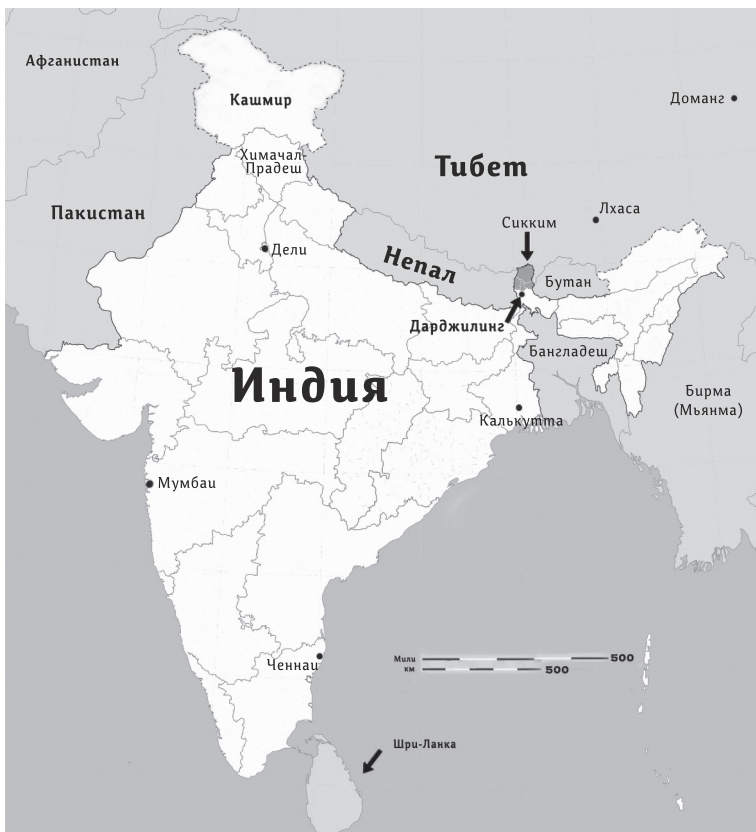 Афганистан
Кашмир
Доманг
Химачал-
Прадеш
Тибет
Пакистан
Лхаса
Сикким
Дели
Непал
Бутан
Дарджилинг
Бангладеш
Индия
Бирма
(Мьянма)
Калькутта
Мумбаи
Ченнаи
Мили 500
км 500
Шри-Ланка